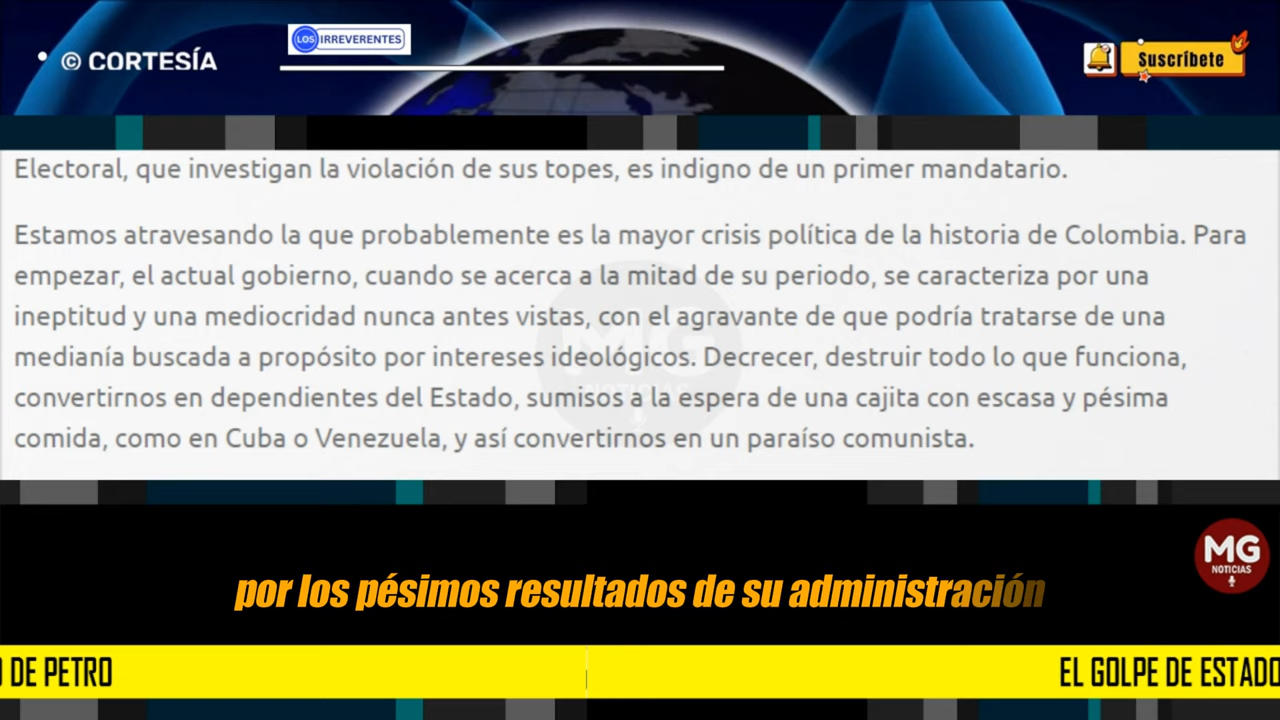 © CORTESÍA
LOS IRREVERENTES
Suscríbete
Electoral, que investigan la violación de sus topes, es indigno de un primer mandatario.
Estamos atravesando la que probablemente es la mayor crisis política de la historia de Colombia. Para
empezar, el actual gobierno, cuando se acerca a la mitad de su periodo, se caracteriza por una
ineptitud y una mediocridad nunca antes vistas, con el agravante de que podría tratarse de una
medianía buscada a propósito por intereses ideológicos. Decrecer, destruir todo lo que funciona,
convertirnos en dependientes del Estado, sumisos a la espera de una cajita con escasa y pésima
comida, como en Cuba o Venezuela, y así convertirnos en un paraíso comunista.
MG
NOTICIAS
por los pésimos resultados de su administración
MG
NOTICIAS
O DE PETRO
EL GOLPE DE ESTADO